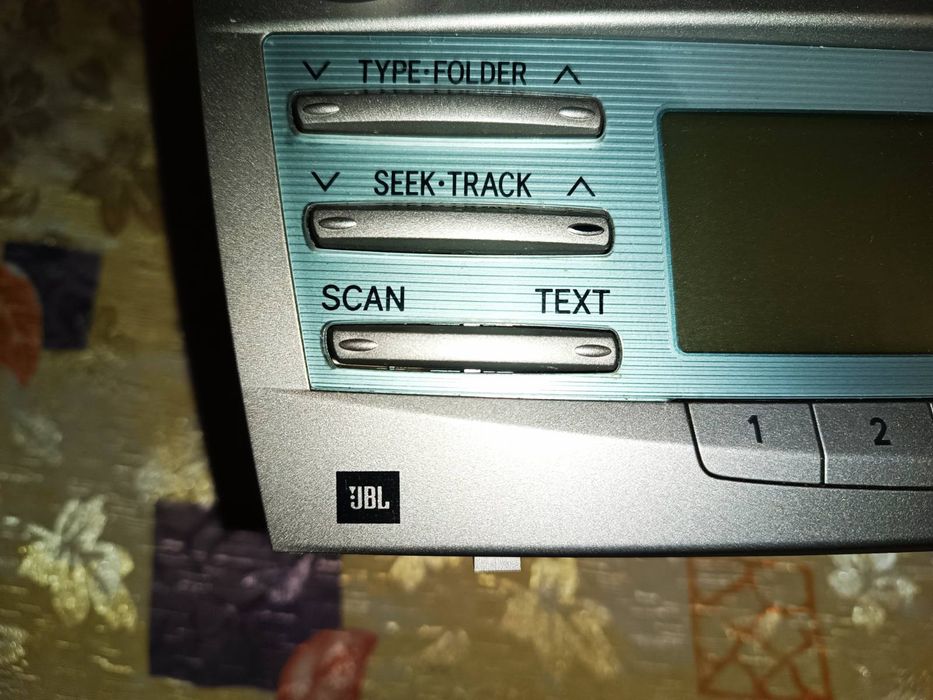 TYPE·FOLDER
SEEK·TRACK
SCAN TEXT
1 2
JBL